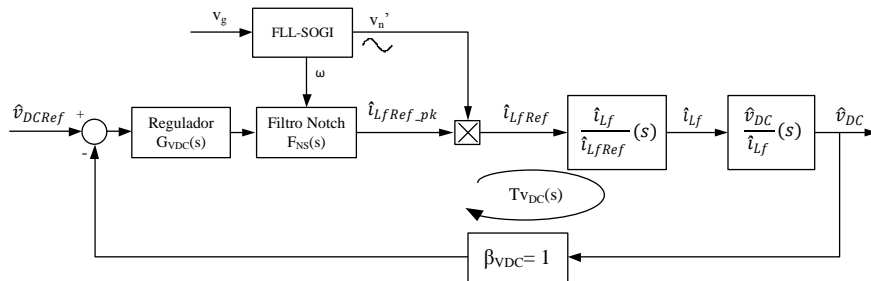 v_g
FLL-SOGI
v_n'
ω
v̂_DCRef
+
-
Regulador
G_VDC(s)
Filtro Notch
F_NS(s)
î_LfRef_pk
î_LfRef
î_Lf
î_LfRef
(s)
î_Lf
v̂_DC
î_Lf
(s)
v̂_DC
Tv_DC(s)
β_VDC= 1